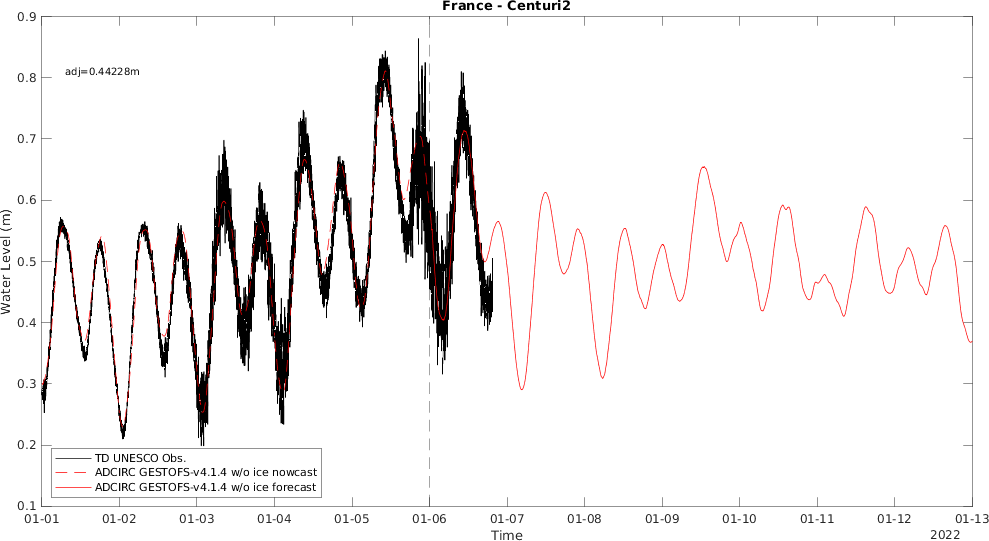 France - Centuri2
adj=0.44228m
Water Level (m)
0.9
0.8
0.7
0.6
0.5
0.4
0.3
0.2
0.1
TD UNESCO Obs.
ADCIRC GESTOFS-v4.1.4 w/o ice nowcast
ADCIRC GESTOFS-v4.1.4 w/o ice forecast
01-01 01-02 01-03 01-04 01-05 01-06 01-07 01-08 01-09 01-10 01-11 01-12 01-13
Time
2022